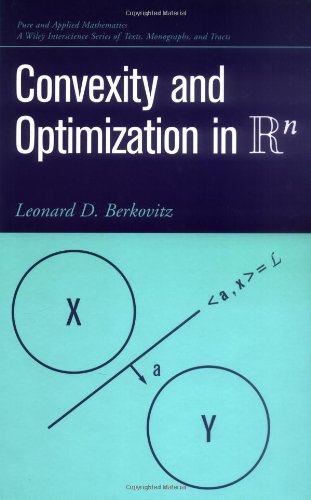 Pure and Applied Mathematics
A Wiley Interscience Series of Texts, Monographs, and Tracts
Convexity and
Optimization in ℝⁿ
Leonard D. Berkovitz
X
<a, x> = ℒ
a
Y